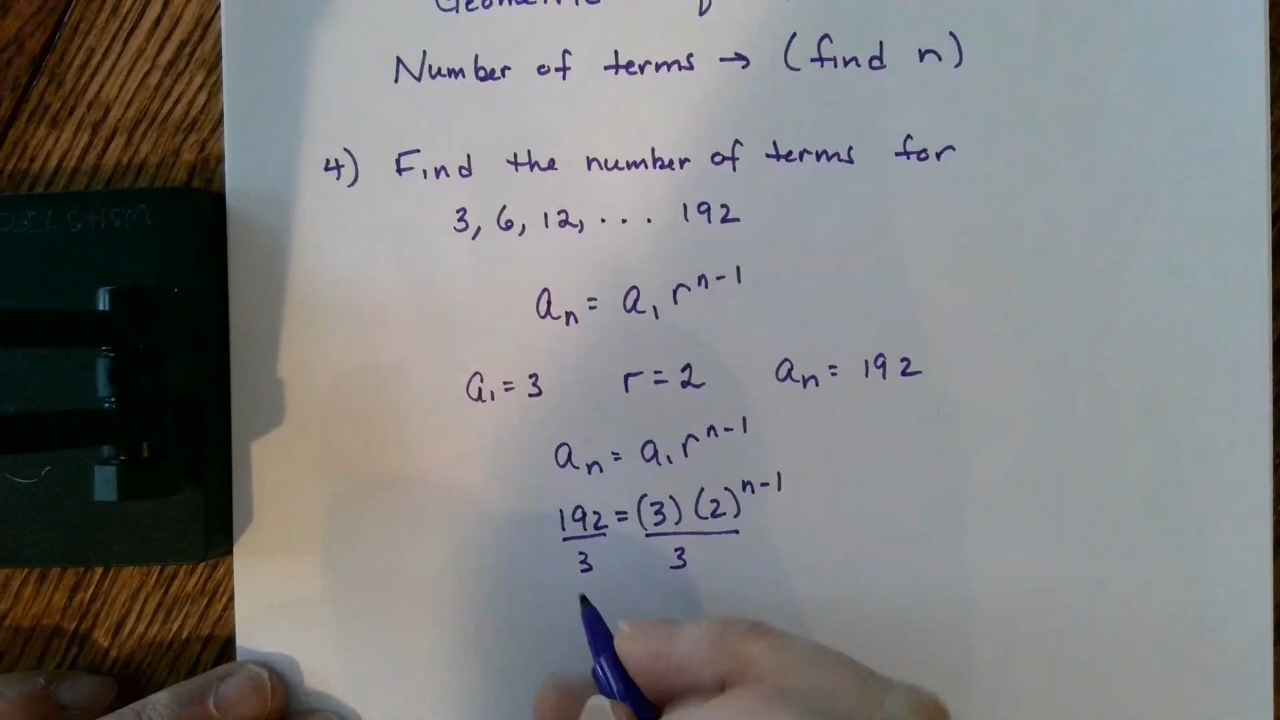 Geometric
Number of terms → (find n)
4) Find the number of terms for
3, 6, 12, ... 192
aₙ = a₁ rⁿ⁻¹
a₁ = 3 r = 2 aₙ = 192
aₙ = a₁ rⁿ⁻¹
192 = (3) (2)ⁿ⁻¹
3 3